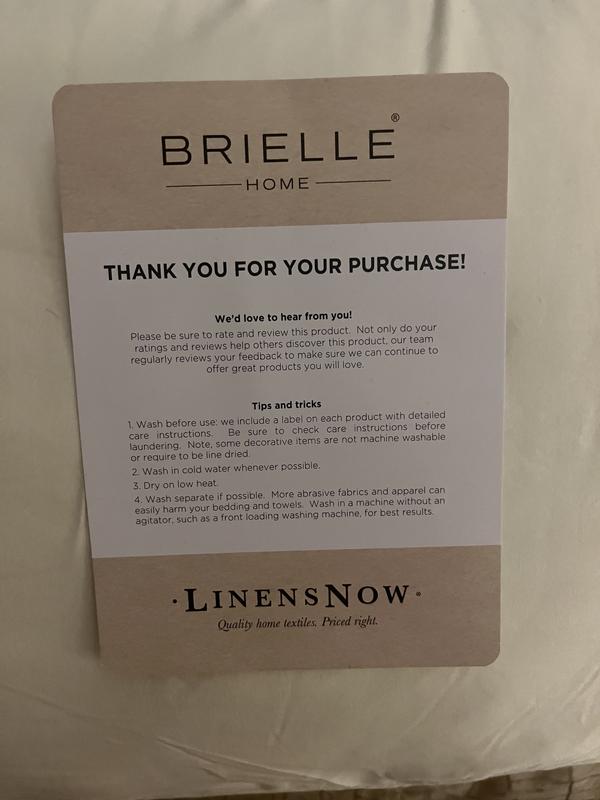 BRIELLE®
HOME
THANK YOU FOR YOUR PURCHASE!
We'd love to hear from you!
Please be sure to rate and review this product. Not only do your
ratings and reviews help others discover this product, our team
regularly reviews your feedback to make sure we can continue to
offer great products you will love.
Tips and tricks
1. Wash before use: we include a label on each product with detailed
care instructions. Be sure to check care instructions before
laundering. Note, some decorative items are not machine washable
or require to be line dried.
2. Wash in cold water whenever possible.
3. Dry on low heat.
4. Wash separate if possible. More abrasive fabrics and apparel can
easily harm your bedding and towels. Wash in a machine without an
agitator, such as a front loading washing machine, for best results.
·LINENSNOW®
Quality home textiles. Priced right.